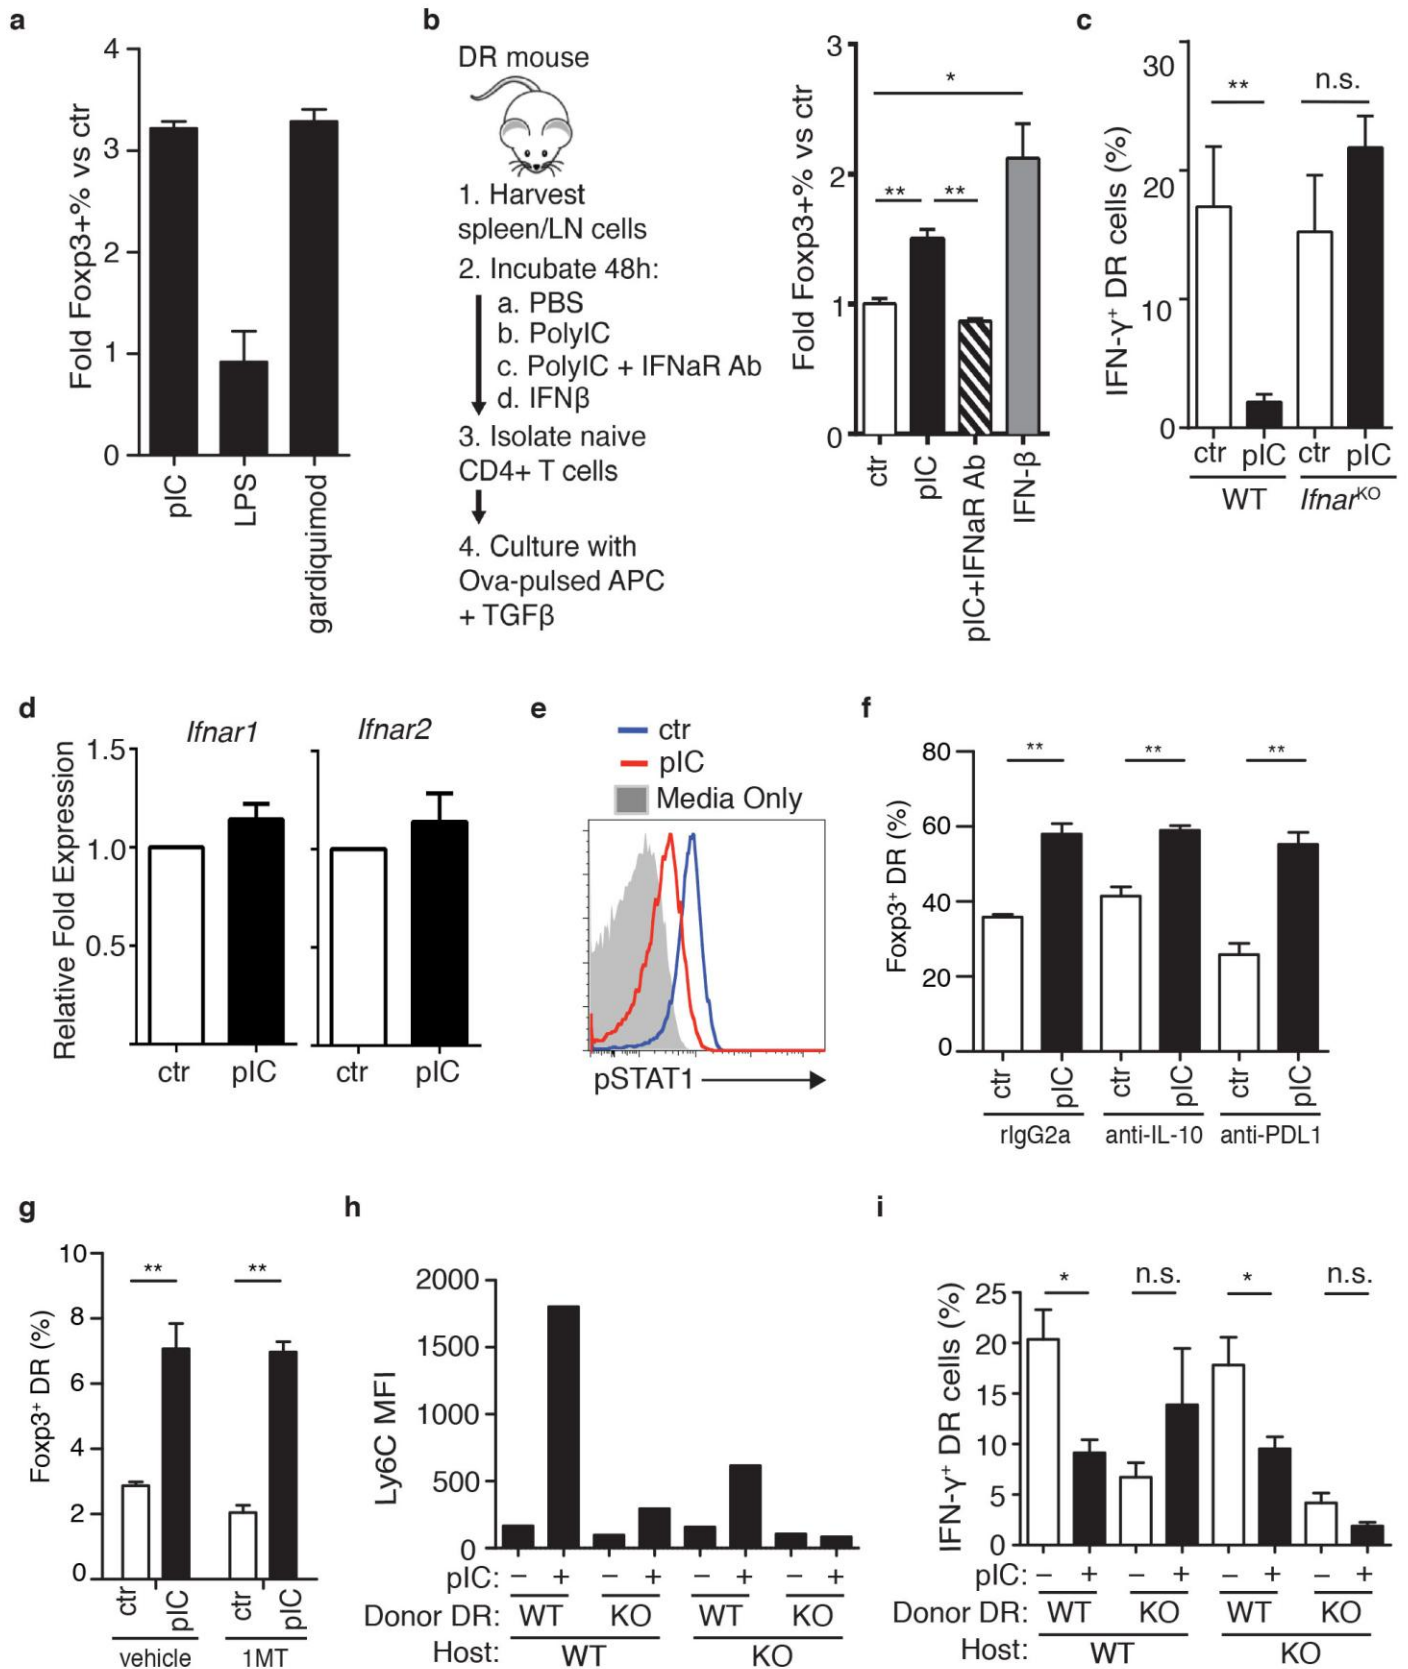 a
4
3
2
1
0
Fold Foxp3+% vs ctr
pIC
LPS
gardiquimod
b
DR mouse
1. Harvest
spleen/LN cells
2. Incubate 48h:
a. PBS
b. PolyIC
c. PolyIC + IFNaR Ab
d. IFNβ
3. Isolate naive
CD4+ T cells
4. Culture with
Ova-pulsed APC
+ TGFβ
3
2
1
0
Fold Foxp3+% vs ctr
*
** **
ctr
pIC
pIC+IFNaR Ab
IFN-β
c
30
20
10
0
IFN-γ+ DR cells (%)
** n.s.
ctr pIC ctr pIC
WT IfnarKO
d
Ifnar1 Ifnar2
1.5
1.0
0.5
Relative Fold Expression
ctr pIC ctr pIC
e
ctr
pIC
Media Only
pSTAT1
f
80
60
40
20
0
Foxp3+ DR (%)
** ** **
ctr pIC ctr pIC ctr pIC
rIgG2a anti-IL-10 anti-PDL1
g
10
8
6
4
2
0
Foxp3+ DR (%)
** **
ctr pIC ctr pIC
vehicle 1MT
h
2000
1500
1000
500
0
Ly6C MFI
pIC: – + – + – + – +
Donor DR: WT KO WT KO
Host: WT KO
i
25
20
15
10
5
0
IFN-γ+ DR cells (%)
* n.s. * n.s.
pIC: – + – + – + – +
Donor DR: WT KO WT KO
Host: WT KO